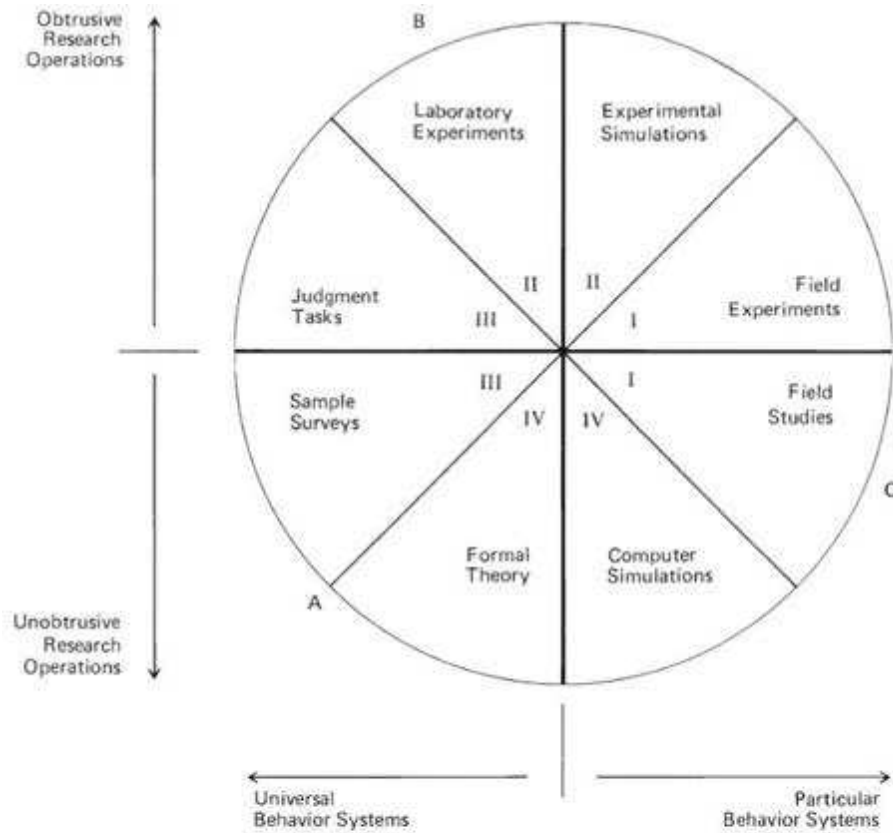 Obtrusive
Research
Operations
B
Laboratory
Experiments
Experimental
Simulations
II
II
Judgment
Tasks
III
I
Field
Experiments
Sample
Surveys
III
I
Field
Studies
IV
IV
C
Formal
Theory
Computer
Simulations
A
Unobtrusive
Research
Operations
Universal
Behavior Systems
Particular
Behavior Systems